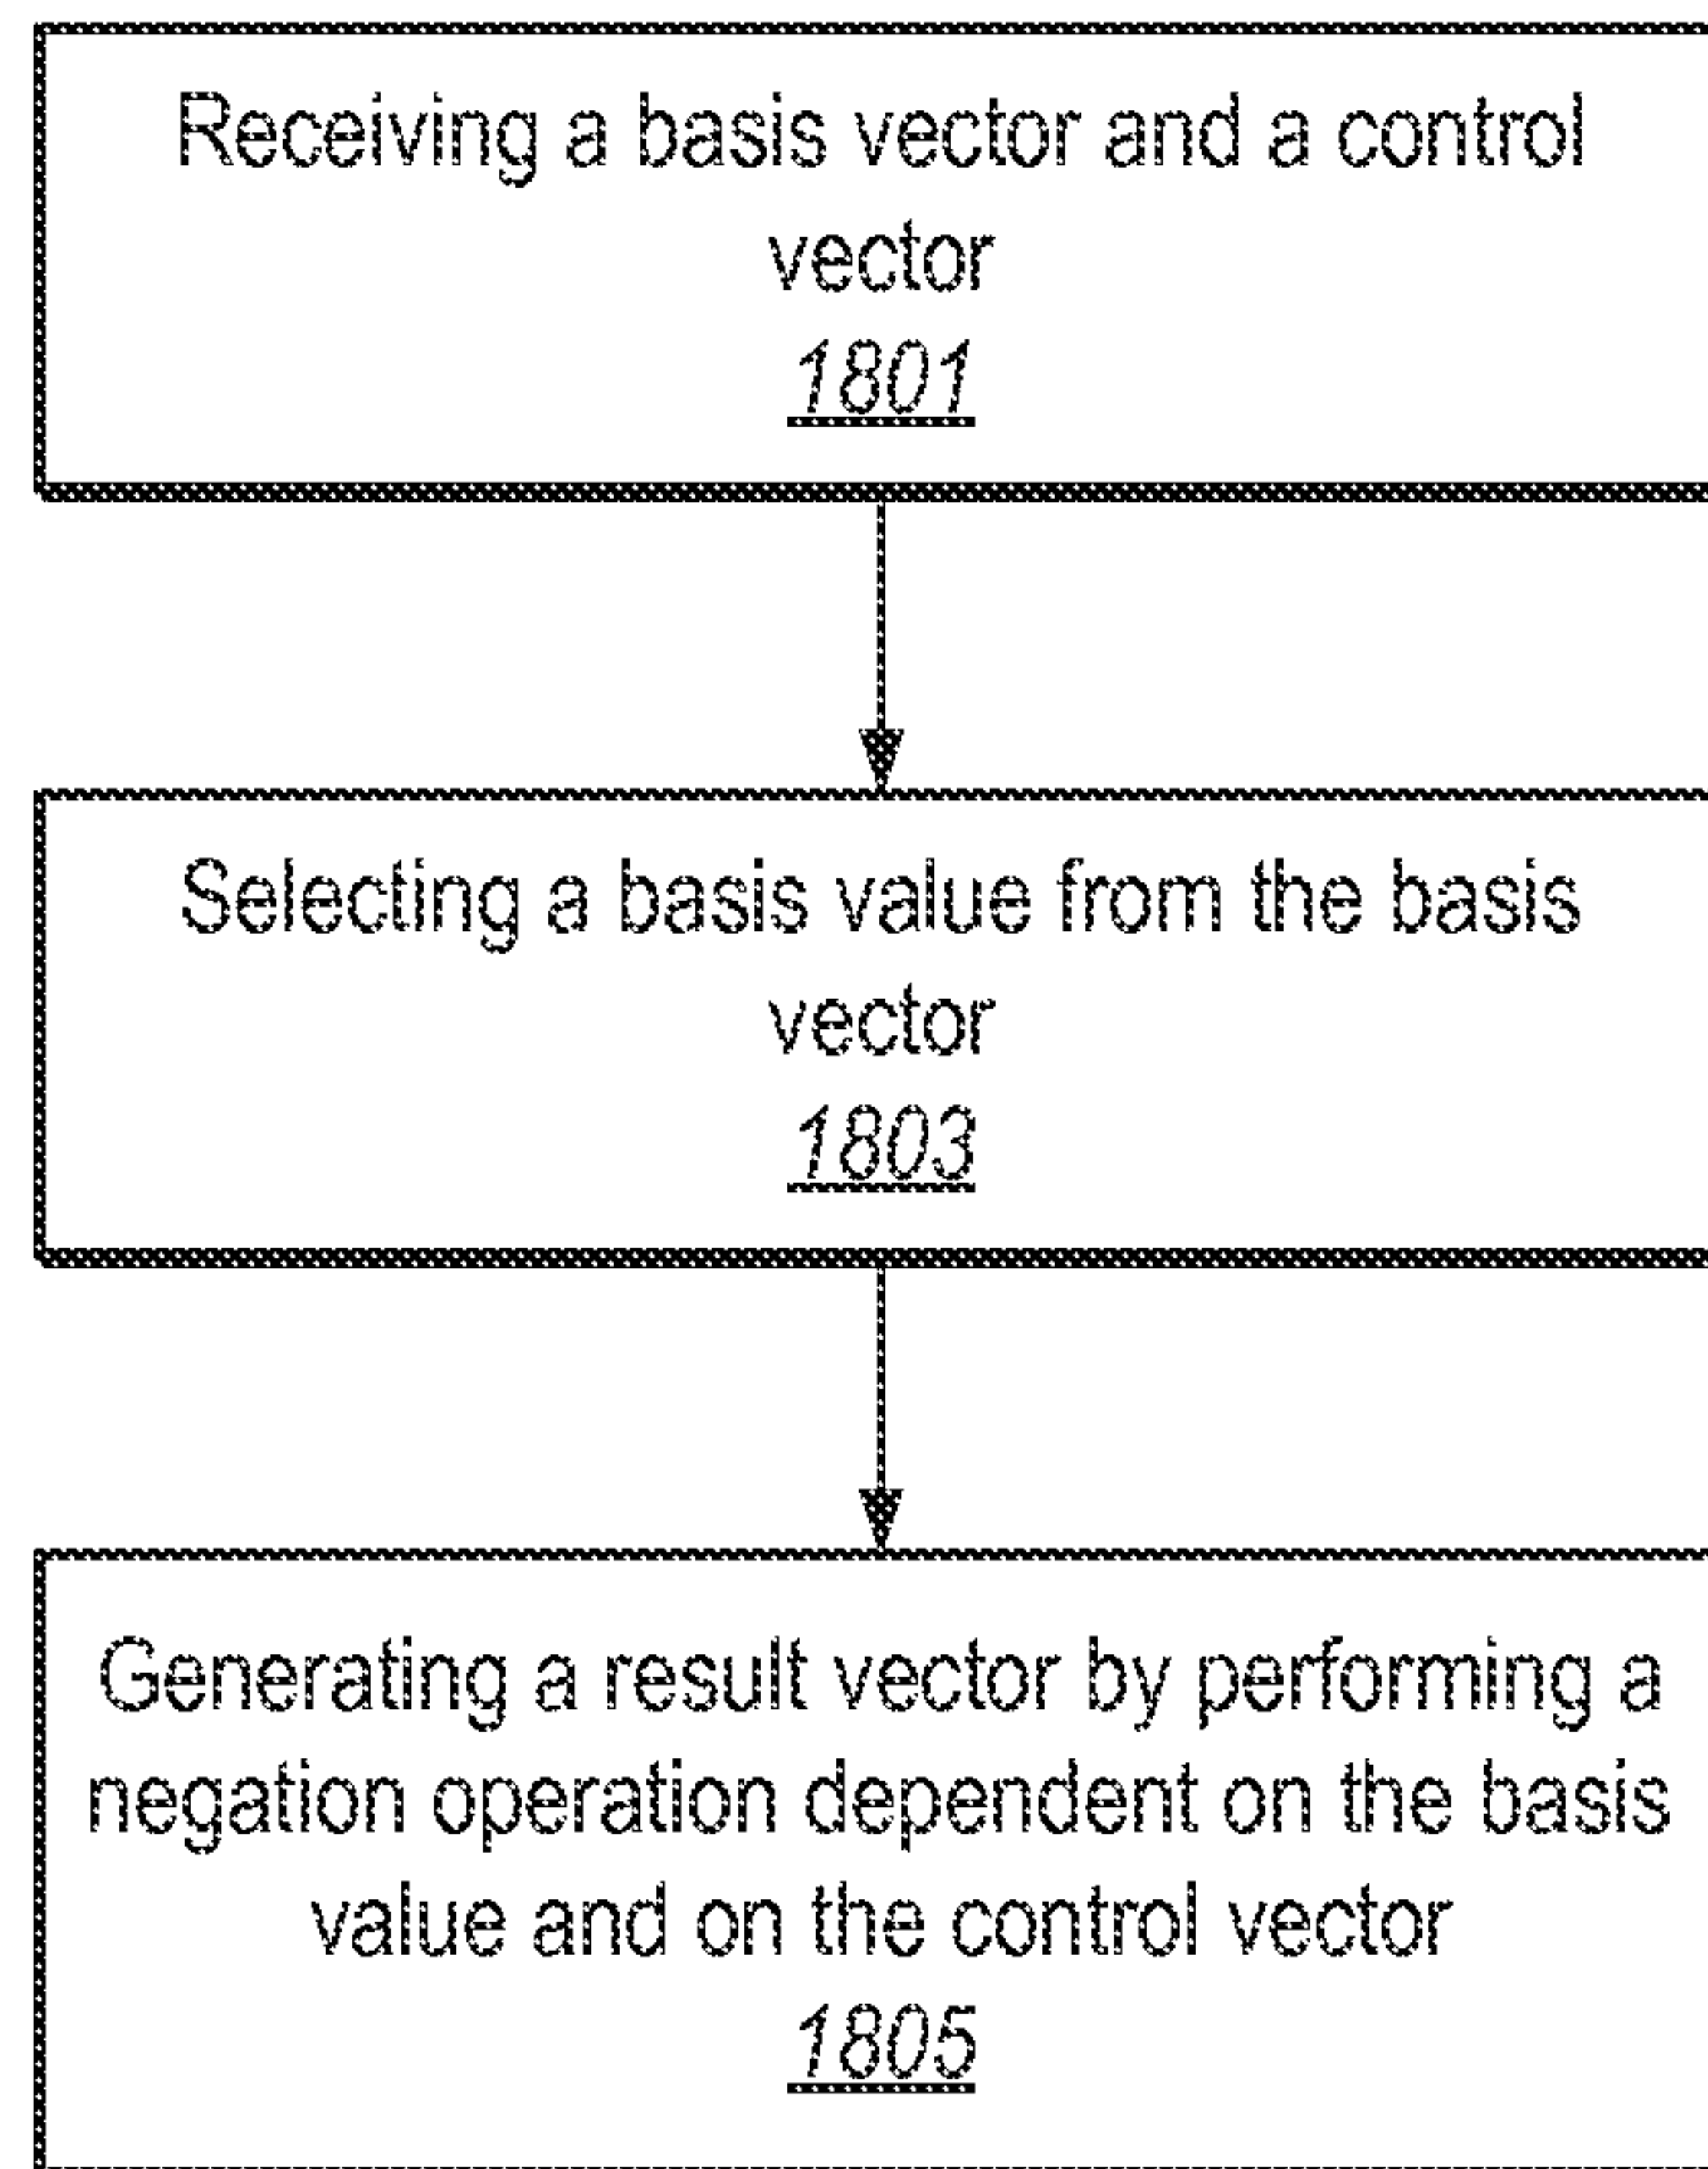 Receiving a basis vector and a control
vector
1801
Selecting a basis value from the basis
vector
1803
Generating a result vector by performing a
negation operation dependent on the basis
value and on the control vector
1805